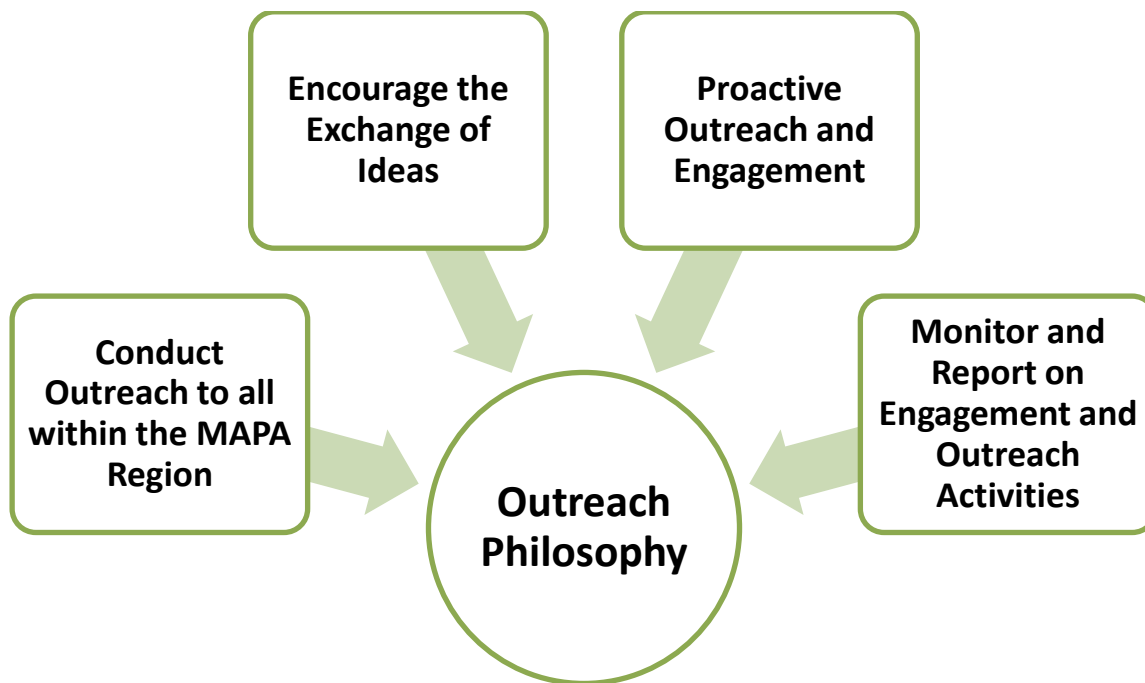 Encourage the
Exchange of
Ideas
Proactive
Outreach and
Engagement
Conduct
Outreach to all
within the MAPA
Region
Monitor and
Report on
Engagement and
Outreach
Activities
Outreach
Philosophy